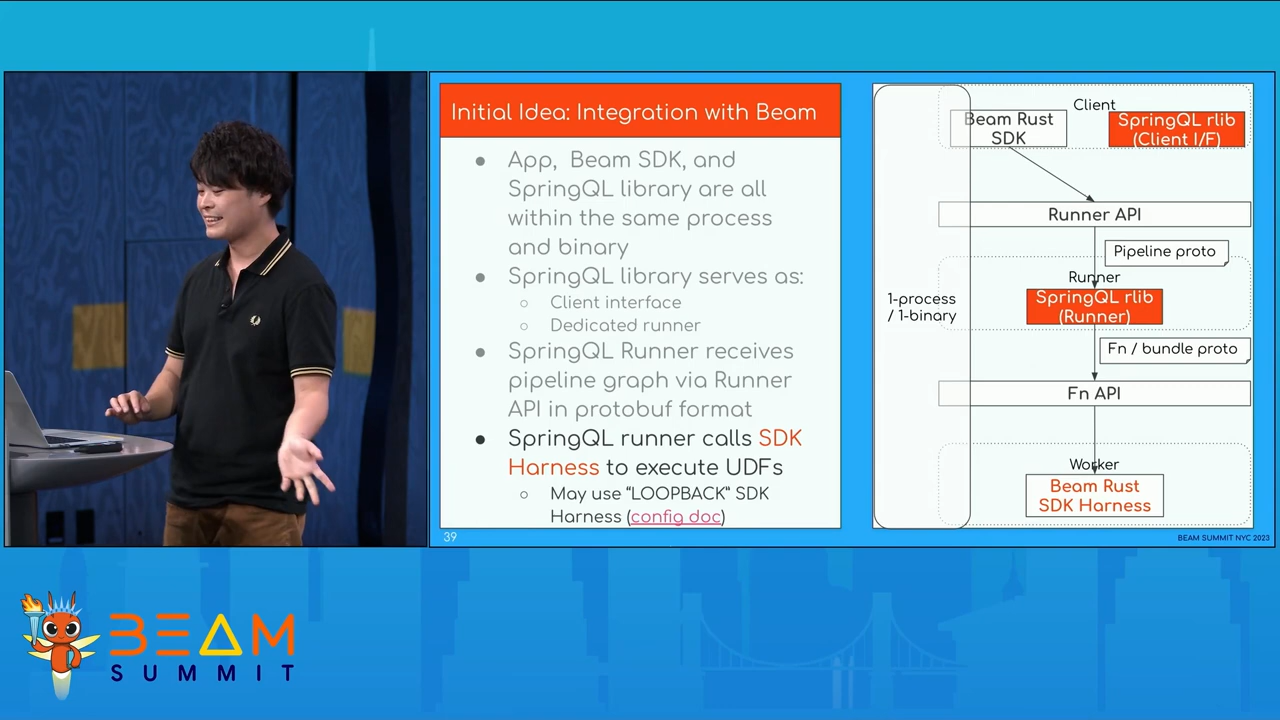 Initial Idea: Integration with Beam
● App, Beam SDK, and
SpringQL library are all
within the same process
and binary
● SpringQL library serves as:
○ Client interface
○ Dedicated runner
● SpringQL Runner receives
pipeline graph via Runner
API in protobuf format
● SpringQL runner calls SDK
Harness to execute UDFs
○ May use “LOOPBACK” SDK
Harness (config doc)
39
Client
Beam Rust
SDK
SpringQL rlib
(Client I/F)
Runner API
Pipeline proto
Runner
SpringQL rlib
(Runner)
1-process
/ 1-binary
Fn / bundle proto
Fn API
Worker
Beam Rust
SDK Harness
BEAM SUMMIT NYC 2023
BEAM
SUMMIT